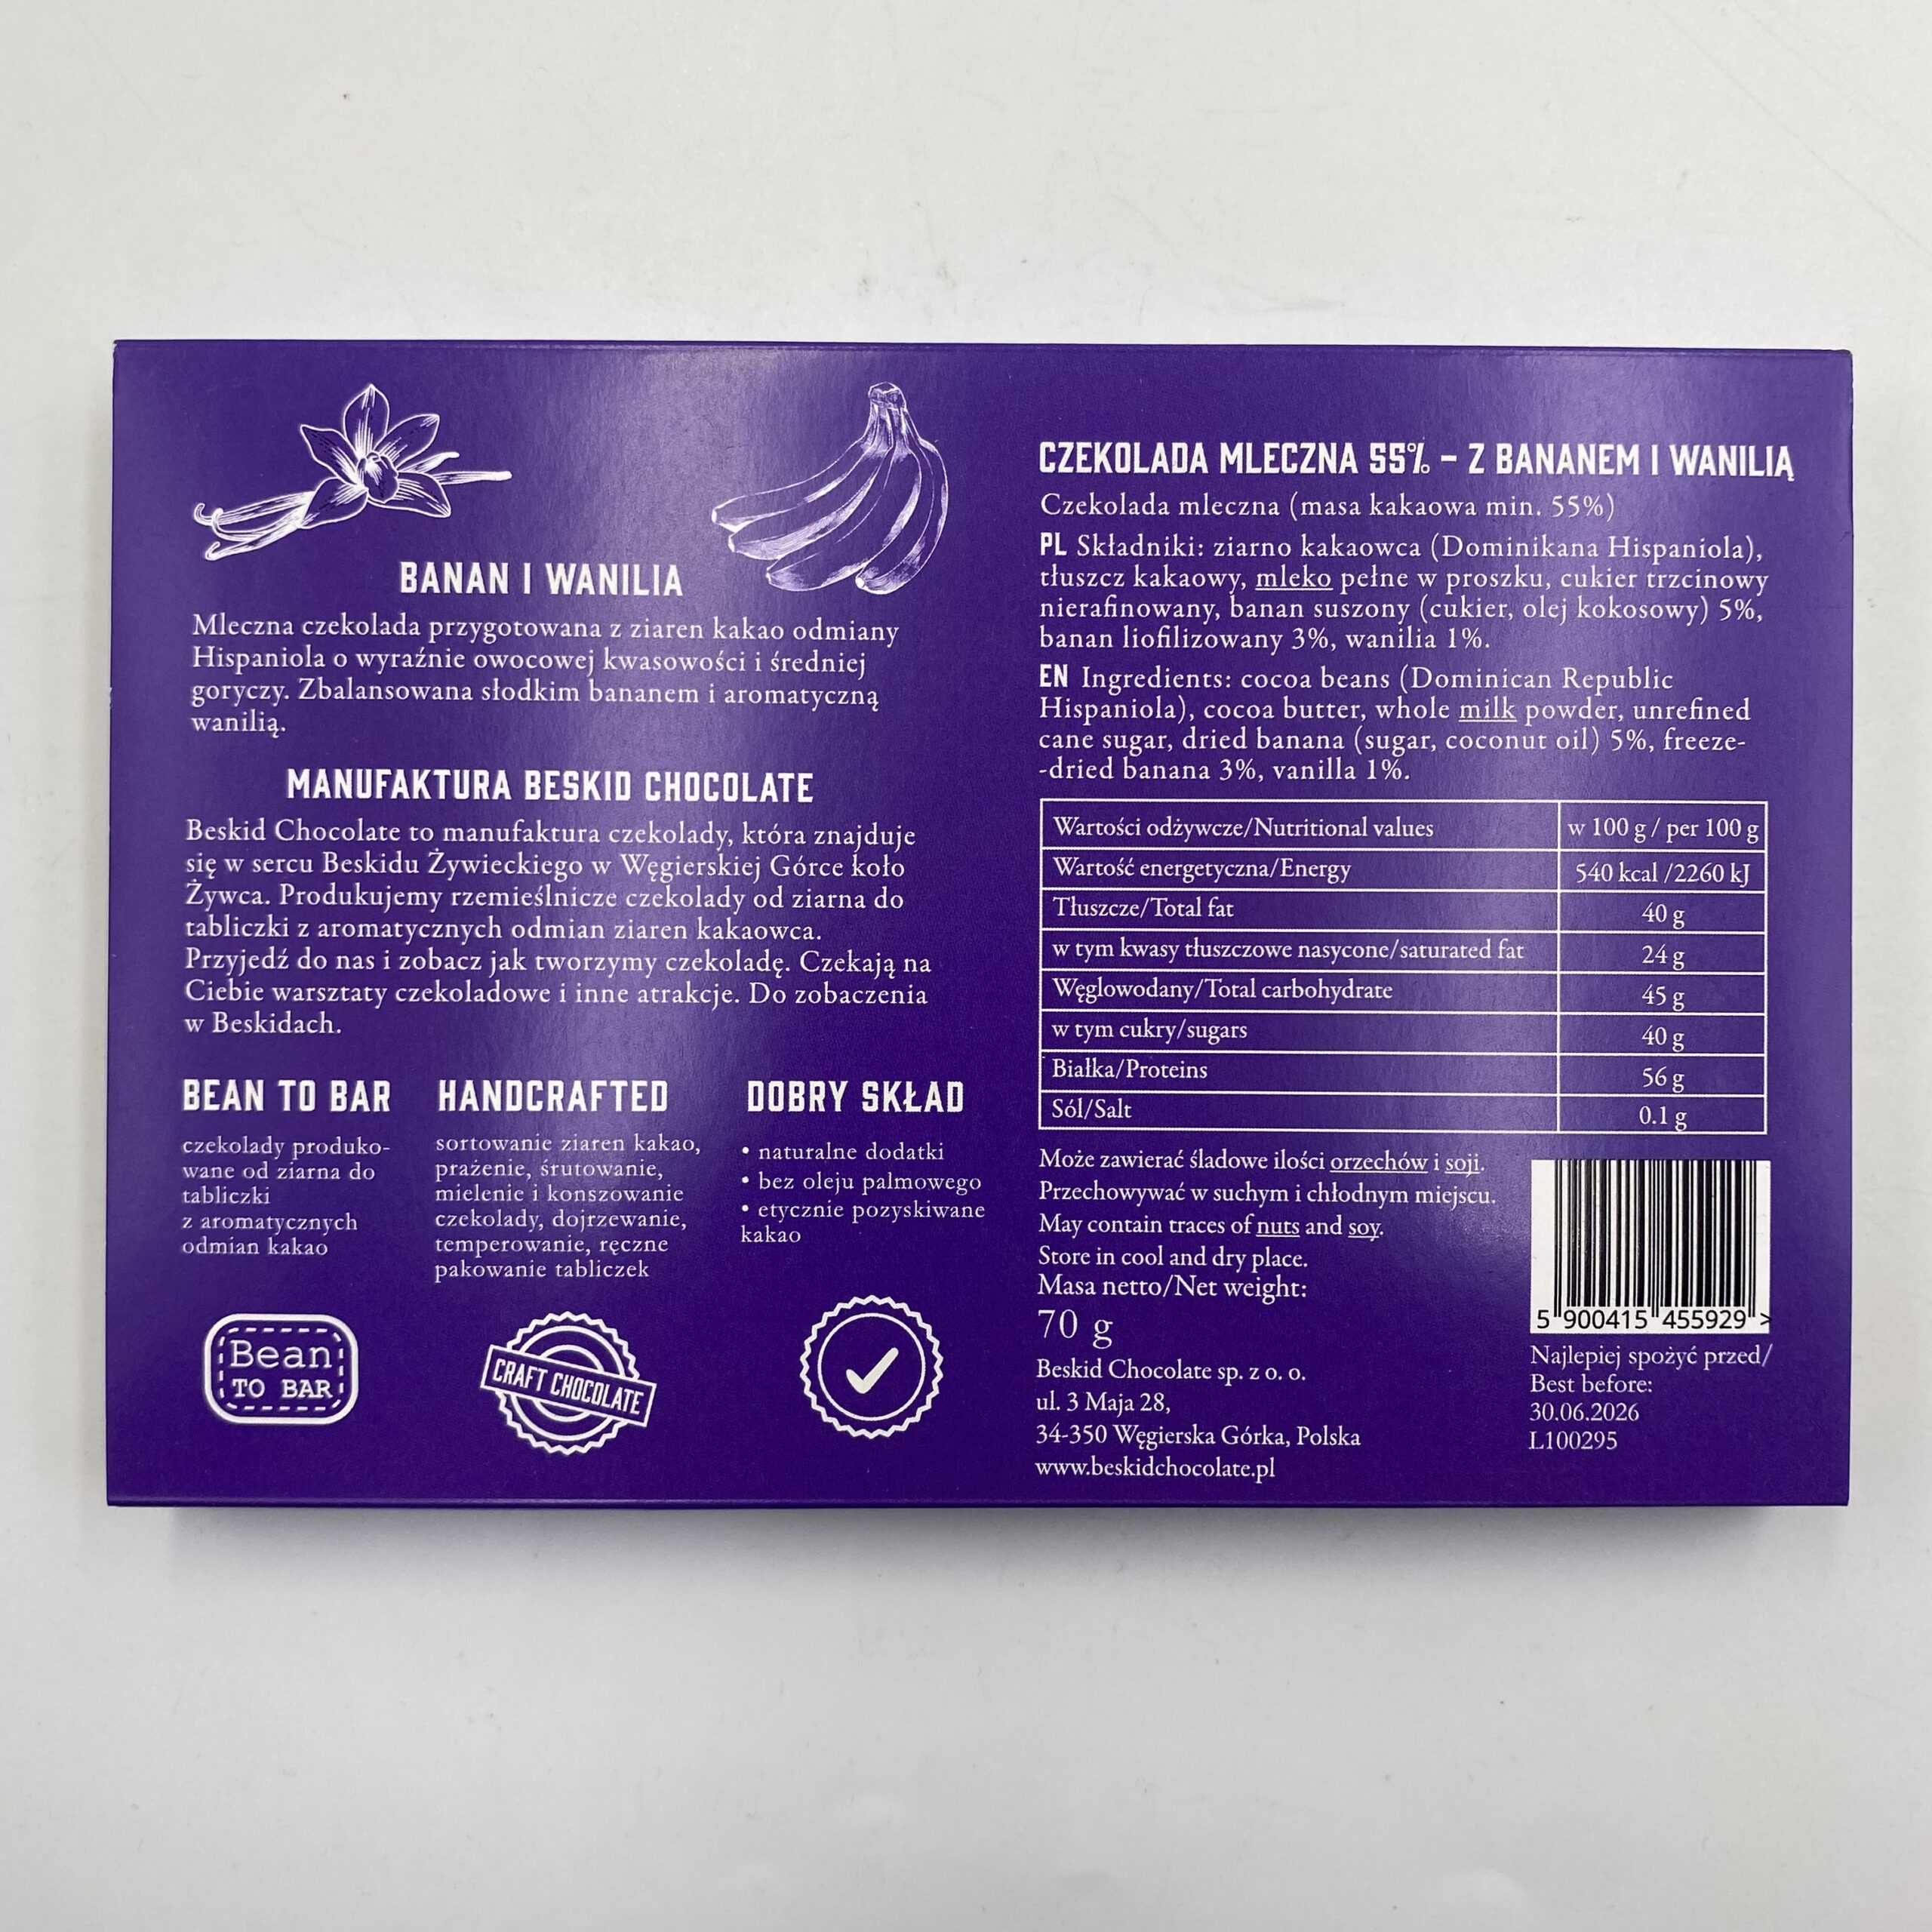 BANAN I WANILIA
Mleczna czekolada przygotowana z ziaren kakao odmiany
Hispaniola o wyraźnie owocowej kwasowości i średniej
goryczy. Zbalansowana słodkim bananem i aromatyczną
wanilią.
MANUFAKTURA BESKID CHOCOLATE
Beskid Chocolate to manufaktura czekolady, która znajduje
się w sercu Beskidu Żywieckiego w Węgierskiej Górce koło
Żywca. Produkujemy rzemieślnicze czekolady od ziarna do
tabliczki z aromatycznych odmian ziaren kakaowca.
Przyjedź do nas i zobacz jak tworzymy czekoladę. Czekają na
Ciebie warsztaty czekoladowe i inne atrakcje. Do zobaczenia
w Beskidach.
BEAN TO BAR
czekolady produko-
wane od ziarna do
tabliczki
z aromatycznych
odmian kakao
Bean
TO BAR
HANDCRAFTED
sortowanie ziaren kakao,
prażenie, śrutowanie,
mielenie i konszowanie
czekolady, dojrzewanie,
temperowanie, ręczne
pakowanie tabliczek
CRAFT CHOCOLATE
DOBRY SKŁAD
• naturalne dodatki
• bez oleju palmowego
• etycznie pozyskiwane
kakao
CZEKOLADA MLECZNA 55% - Z BANANEM I WANILIĄ
Czekolada mleczna (masa kakaowa min. 55%)
PL Składniki: ziarno kakaowca (Dominikana Hispaniola),
tłuszcz kakaowy, mleko pełne w proszku, cukier trzcinowy
nierafinowany, banan suszony (cukier, olej kokosowy) 5%,
banan liofilizowany 3%, wanilia 1%.
EN Ingredients: cocoa beans (Dominican Republic
Hispaniola), cocoa butter, whole milk powder, unrefined
cane sugar, dried banana (sugar, coconut oil) 5%, freeze-
-dried banana 3%, vanilla 1%.
Wartości odżywcze/Nutritional values w 100 g / per 100 g
Wartość energetyczna/Energy 540 kcal /2260 kJ
Tłuszcze/Total fat 40 g
w tym kwasy tłuszczowe nasycone/saturated fat 24 g
Węglowodany/Total carbohydrate 45 g
w tym cukry/sugars 40 g
Białka/Proteins 56 g
Sól/Salt 0.1 g
Może zawierać śladowe ilości orzechów i soji.
Przechowywać w suchym i chłodnym miejscu.
May contain traces of nuts and soy.
Store in cool and dry place.
Masa netto/Net weight:
70 g
Beskid Chocolate sp. z o. o.
ul. 3 Maja 28,
34-350 Węgierska Górka, Polska
www.beskidchocolate.pl
5 900415 455929 >
Najlepiej spożyć przed/
Best before:
30.06.2026
L100295